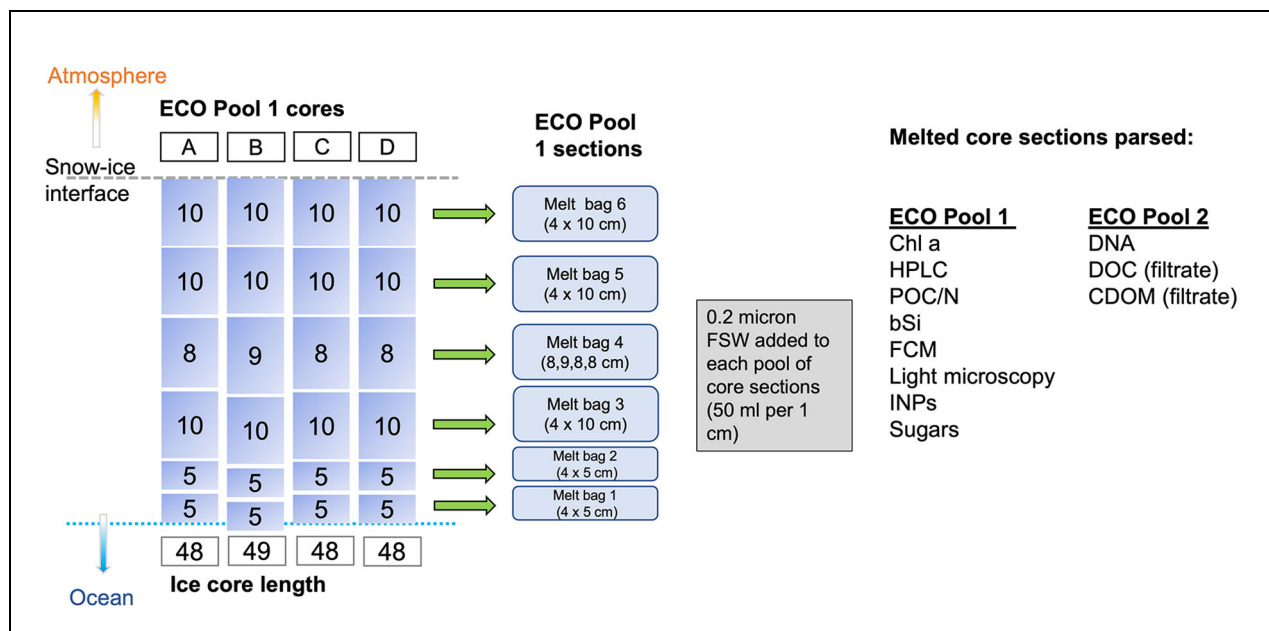 Atmosphere
Snow-ice
interface
Ocean
ECO Pool 1 cores
A B C D
10 10 10 10
10 10 10 10
8 9 8 8
10 10 10 10
5 5 5 5
5 5 5 5
48 49 48 48
Ice core length
ECO Pool
1 sections
Melt bag 6
(4 x 10 cm)
Melt bag 5
(4 x 10 cm)
Melt bag 4
(8,9,8,8 cm)
Melt bag 3
(4 x 10 cm)
Melt bag 2
(4 x 5 cm)
Melt bag 1
(4 x 5 cm)
0.2 micron
FSW added to
each pool of
core sections
(50 ml per 1
cm)
Melted core sections parsed:
ECO Pool 1
Chl a
HPLC
POC/N
bSi
FCM
Light microscopy
INPs
Sugars
ECO Pool 2
DNA
DOC (filtrate)
CDOM (filtrate)